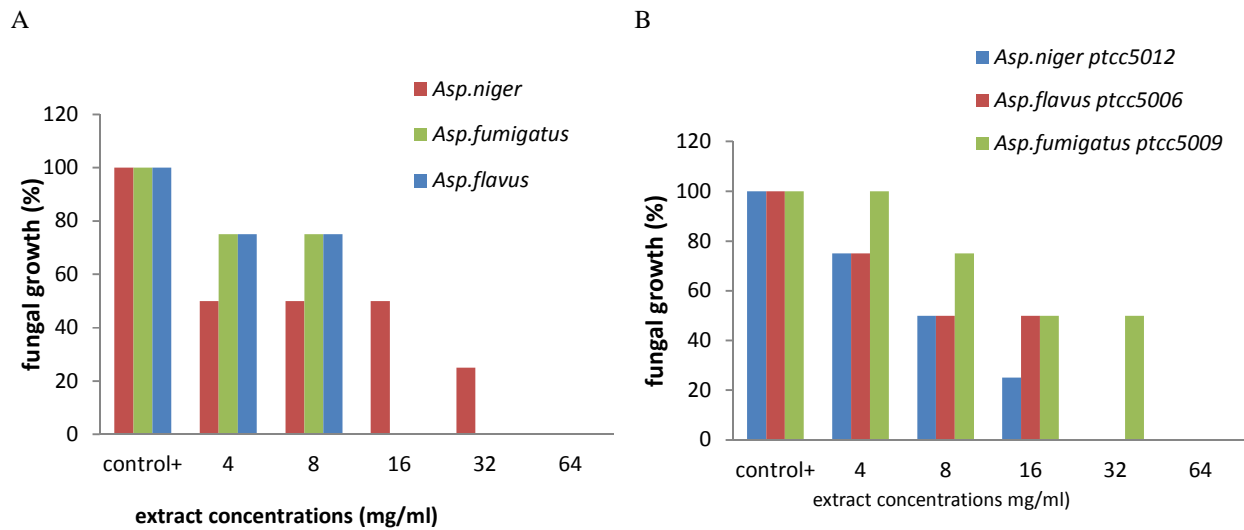 A
Asp.niger
Asp.fumigatus
Asp.flavus
120
100
80
60
40
20
0
fungal growth (%)
control+ 4 8 16 32 64
extract concentrations (mg/ml)
B
Asp.niger ptcc5012
Asp.flavus ptcc5006
Asp.fumigatus ptcc5009
120
100
80
60
40
20
0
fungal growth (%)
control+ 4 8 16 32 64
extract concentrations mg/ml)